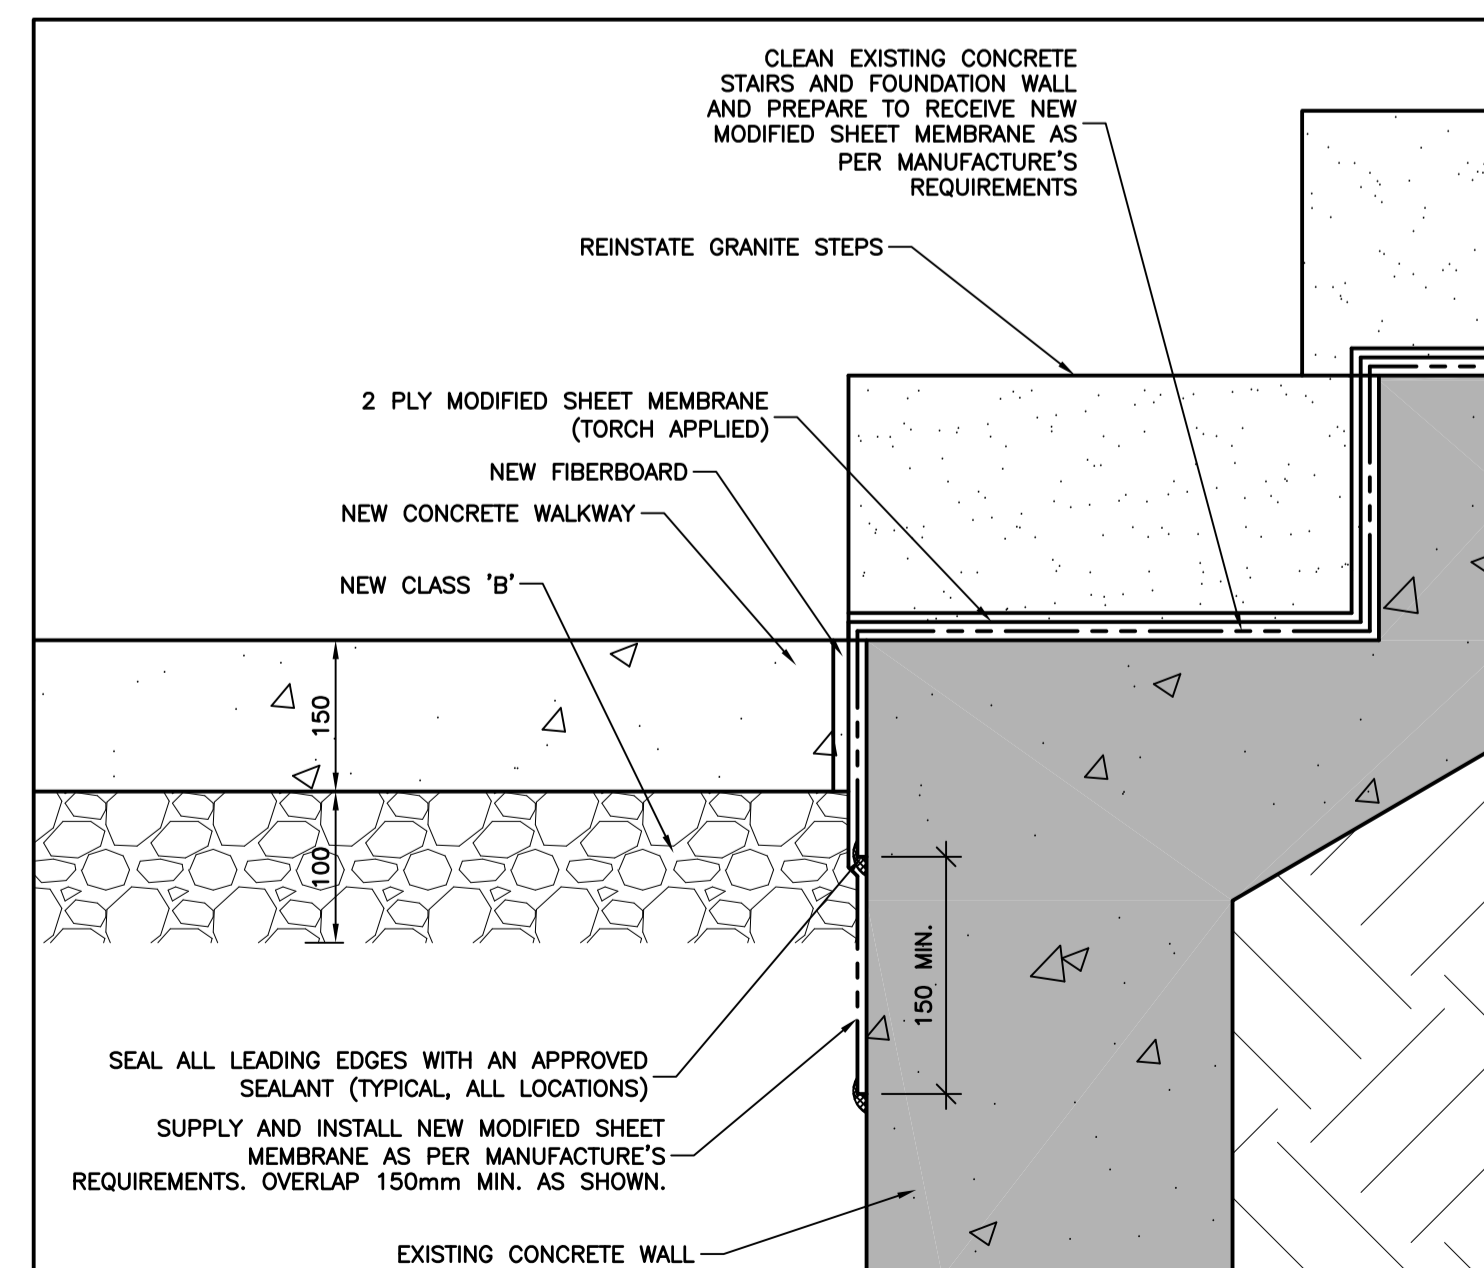 CLEAN EXISTING CONCRETE
STAIRS AND FOUNDATION WALL
AND PREPARE TO RECEIVE NEW
MODIFIED SHEET MEMBRANE AS
PER MANUFACTURE'S
REQUIREMENTS
REINSTATE GRANITE STEPS
2 PLY MODIFIED SHEET MEMBRANE
(TORCH APPLIED)
NEW FIBERBOARD
NEW CONCRETE WALKWAY
NEW CLASS 'B'
150
100
150 MIN.
SEAL ALL LEADING EDGES WITH AN APPROVED
SEALANT (TYPICAL, ALL LOCATIONS)
SUPPLY AND INSTALL NEW MODIFIED SHEET
MEMBRANE AS PER MANUFACTURE'S
REQUIREMENTS. OVERLAP 150mm MIN. AS SHOWN.
EXISTING CONCRETE WALL